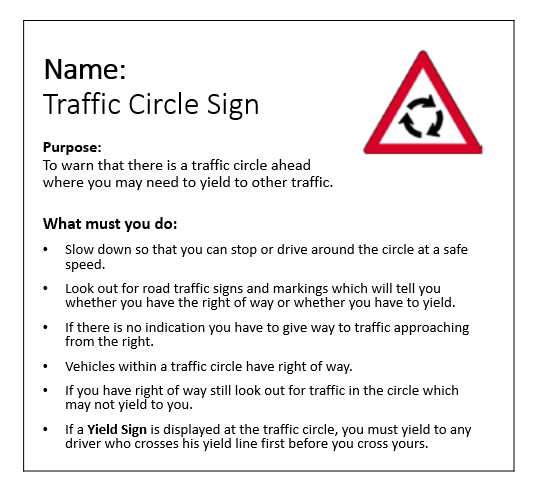 Name:
Traffic Circle Sign
Purpose:
To warn that there is a traffic circle ahead
where you may need to yield to other traffic.
What must you do:
• Slow down so that you can stop or drive around the circle at a safe
speed.
• Look out for road traffic signs and markings which will tell you
whether you have the right of way or whether you have to yield.
• If there is no indication you have to give way to traffic approaching
from the right.
• Vehicles within a traffic circle have right of way.
• If you have right of way still look out for traffic in the circle which
may not yield to you.
• If a Yield Sign is displayed at the traffic circle, you must yield to any
driver who crosses his yield line first before you cross yours.